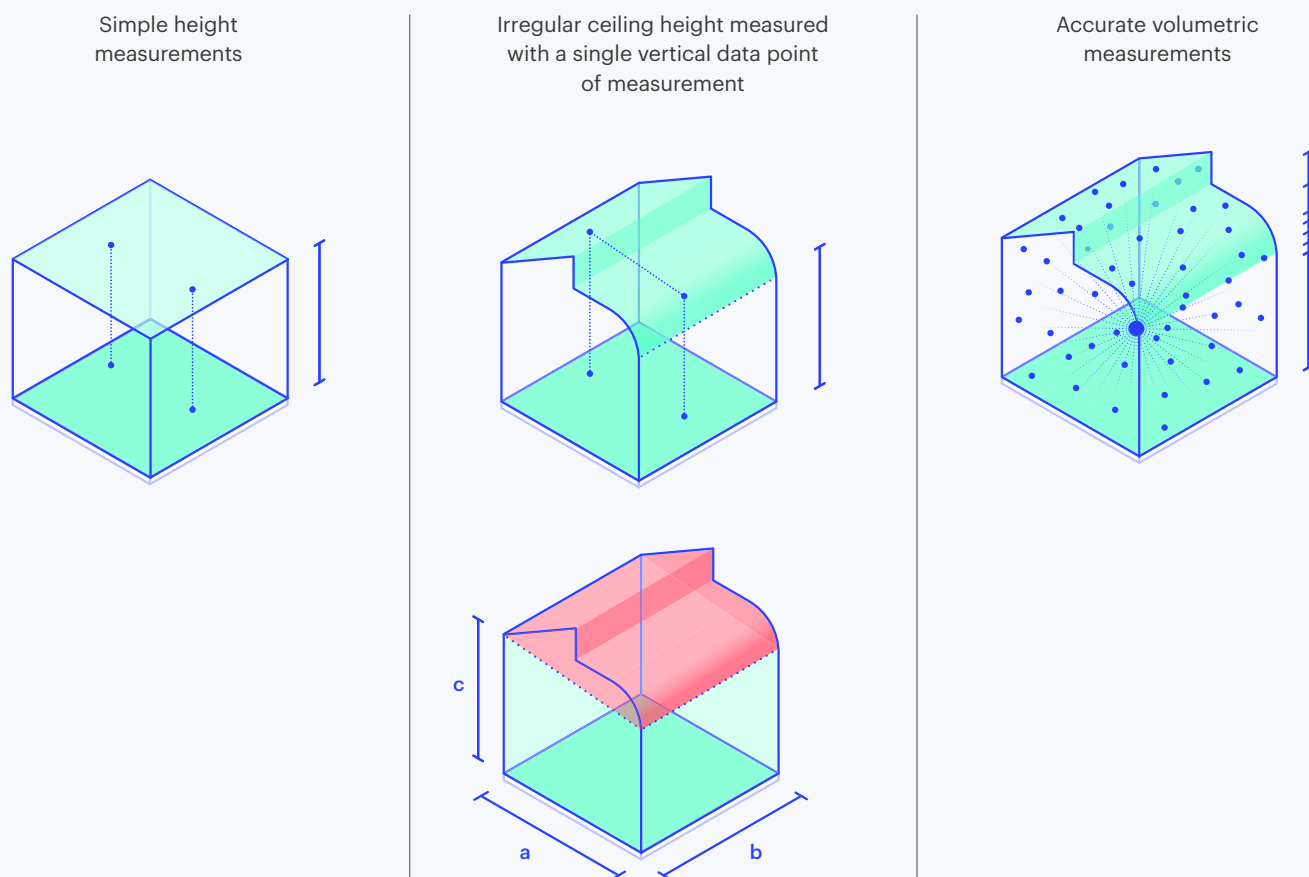 Simple height
measurements
Irregular ceiling height measured
with a single vertical data point
of measurement
Accurate volumetric
measurements
c
a
b